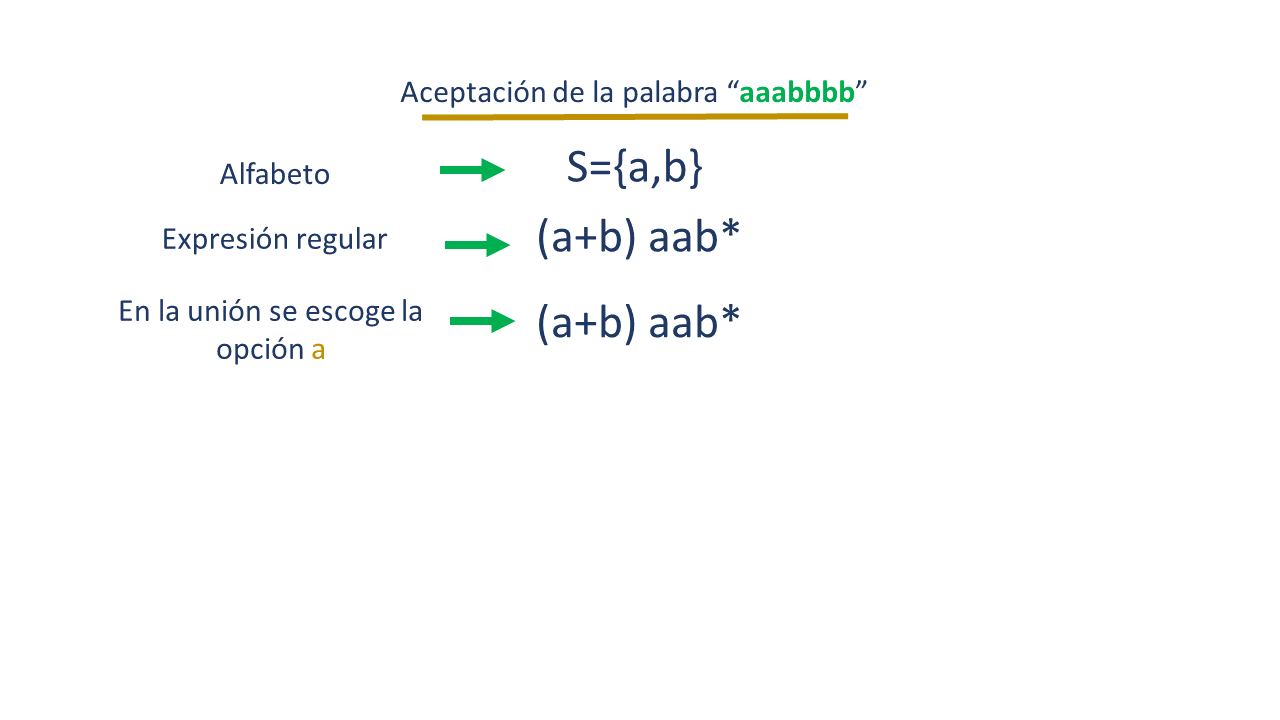 Aceptación de la palabra “aaabbbb”
Alfabeto
S={a,b}
Expresión regular
(a+b) aab*
En la unión se escoge la
opción a
(a+b) aab*